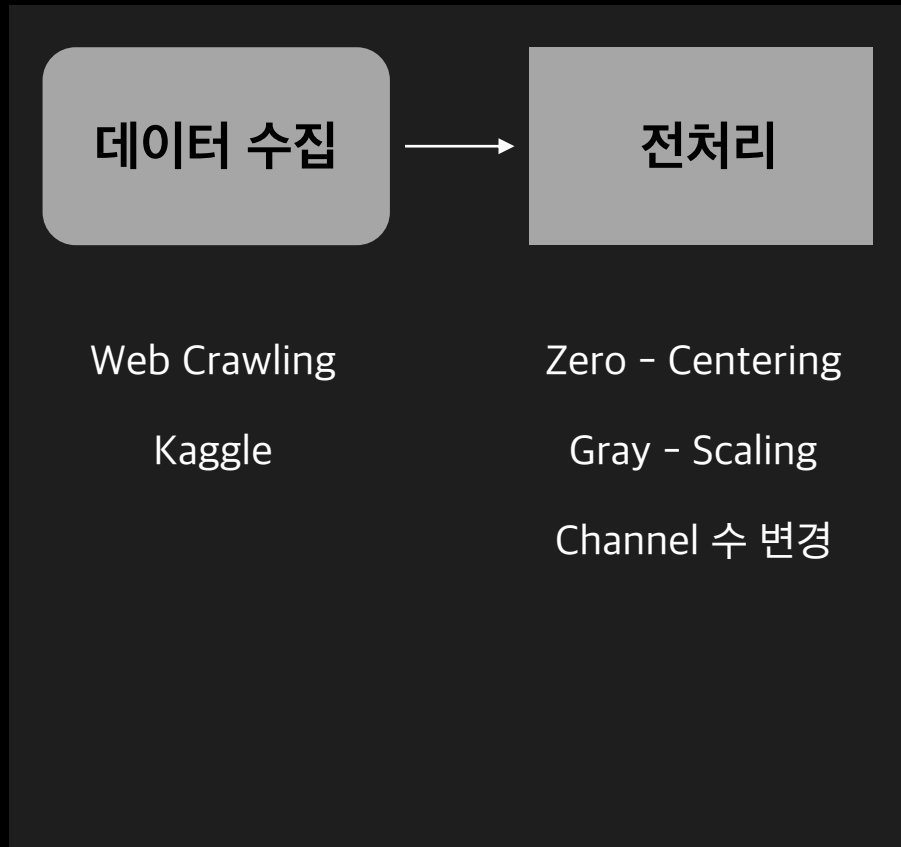 데이터 수집
전처리
Web Crawling
Kaggle
Zero - Centering
Gray - Scaling
Channel 수 변경